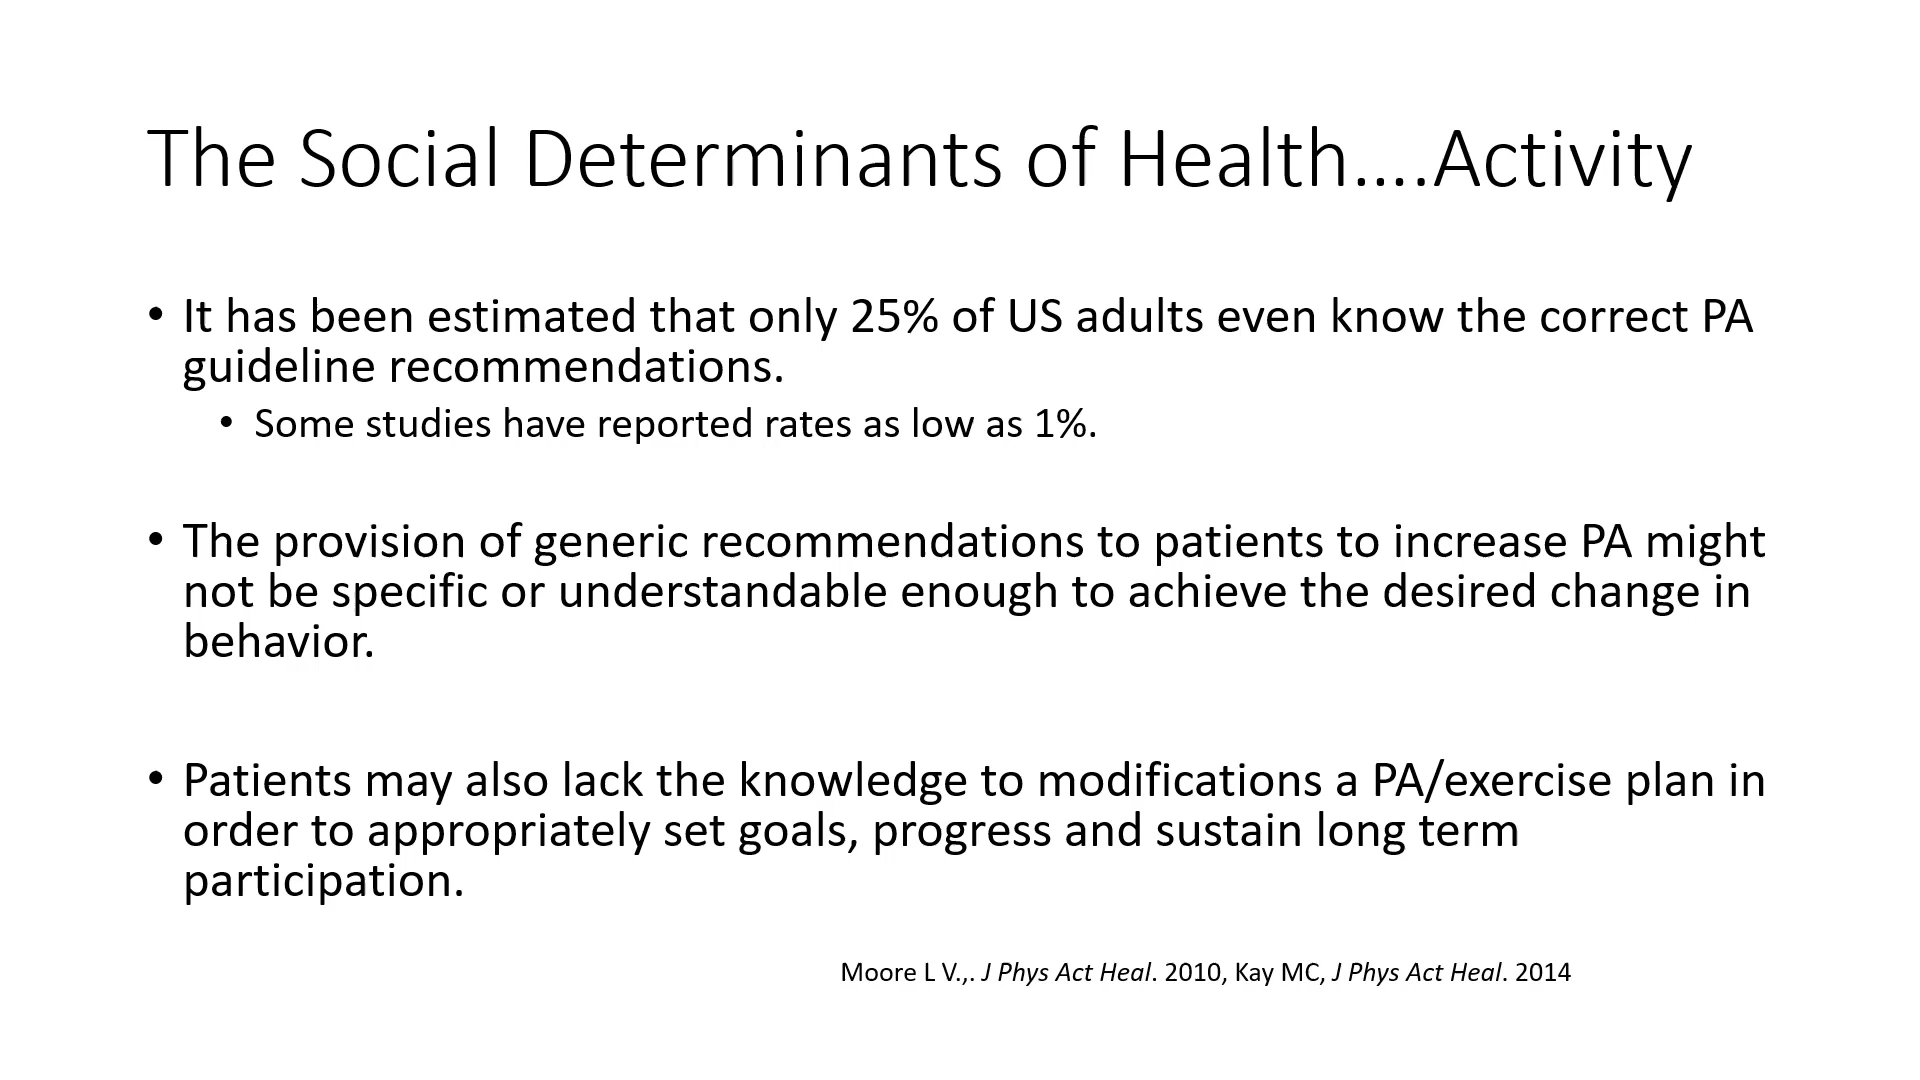 The Social Determinants of Health....Activity
• It has been estimated that only 25% of US adults even know the correct PA
guideline recommendations.
• Some studies have reported rates as low as 1%.
• The provision of generic recommendations to patients to increase PA might
not be specific or understandable enough to achieve the desired change in
behavior.
• Patients may also lack the knowledge to modifications a PA/exercise plan in
order to appropriately set goals, progress and sustain long term
participation.
Moore L V.,. J Phys Act Heal. 2010, Kay MC, J Phys Act Heal. 2014